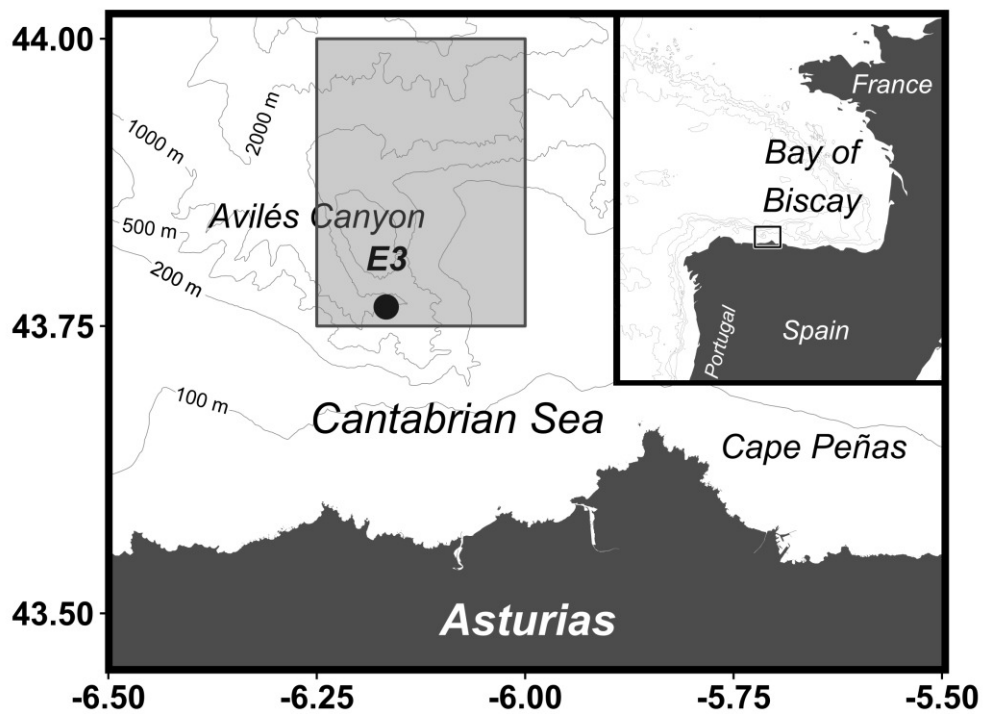 44.00
43.75
43.50
-6.50
-6.25
-6.00
-5.75
-5.50
2000 m
1000 m
500 m
200 m
100 m
Avilés Canyon
E3
Cantabrian Sea
Cape Peñas
Asturias
France
Bay of
Biscay
Portugal
Spain